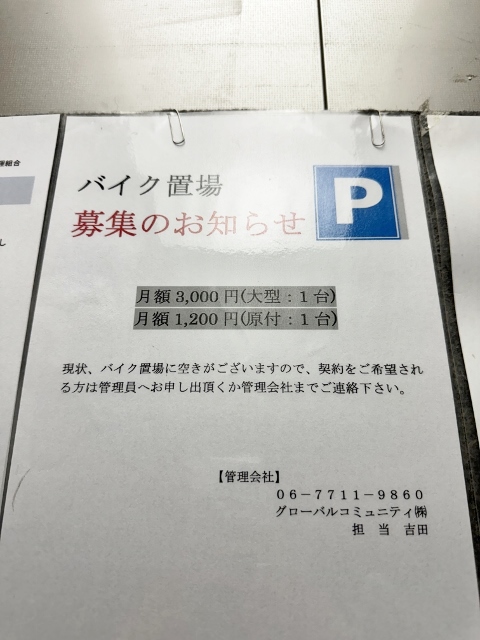 理組合
バイク置場
募集のお知らせ
P
月額 3,000 円(大型：1 台)
月額 1,200 円(原付：1 台)
現状、バイク置場に空きがございますので、契約をご希望され
る方は管理員へお申し出頂くか管理会社までご連絡下さい。
【管理会社】
０６－７７１１－９８６０
グローバルコミュニティ㈱
担　当　吉田